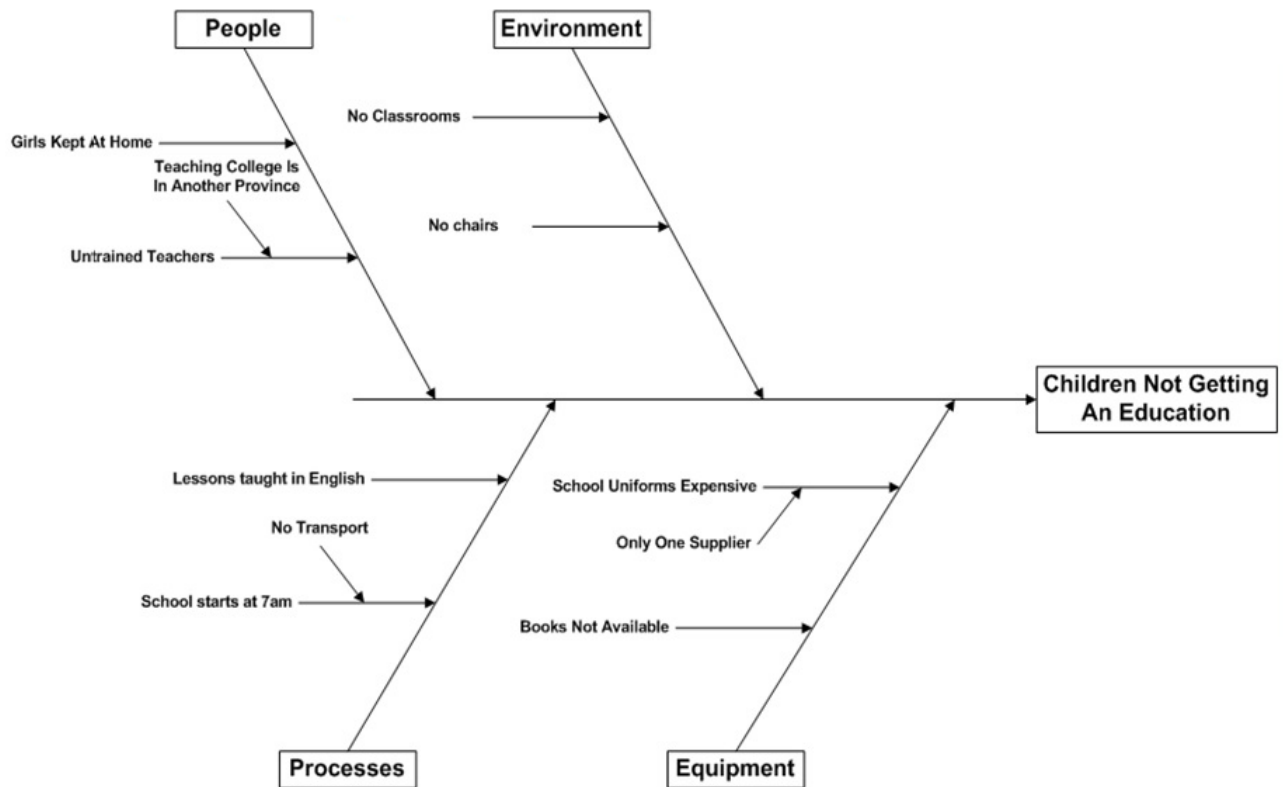 People
Environment
No Classrooms
Girls Kept At Home
Teaching College Is
In Another Province
No chairs
Untrained Teachers
Children Not Getting
An Education
Lessons taught in English
School Uniforms Expensive
No Transport
Only One Supplier
School starts at 7am
Books Not Available
Processes
Equipment